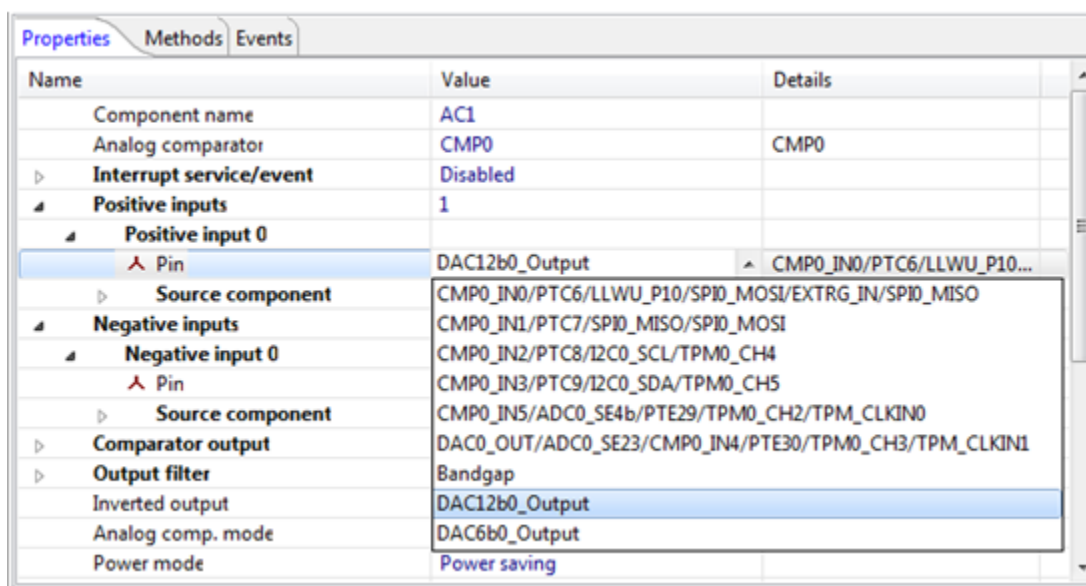 Properties Methods Events
Name Value Details
Component name AC1
Analog comparator CMP0 CMP0
Interrupt service/event Disabled
Positive inputs 1
Positive input 0
Pin DAC12b0_Output CMP0_IN0/PTC6/LLWU_P10...
Source component CMP0_IN0/PTC6/LLWU_P10/SPI0_MOSI/EXTRG_IN/SPI0_MISO
Negative inputs CMP0_IN1/PTC7/SPI0_MISO/SPI0_MOSI
Negative input 0 CMP0_IN2/PTC8/I2C0_SCL/TPM0_CH4
Pin CMP0_IN3/PTC9/I2C0_SDA/TPM0_CH5
Source component CMP0_IN5/ADC0_SE4b/PTE29/TPM0_CH2/TPM_CLKIN0
Comparator output DAC0_OUT/ADC0_SE23/CMP0_IN4/PTE30/TPM0_CH3/TPM_CLKIN1
Output filter Bandgap
Inverted output DAC12b0_Output
Analog comp. mode DAC6b0_Output
Power mode Power saving